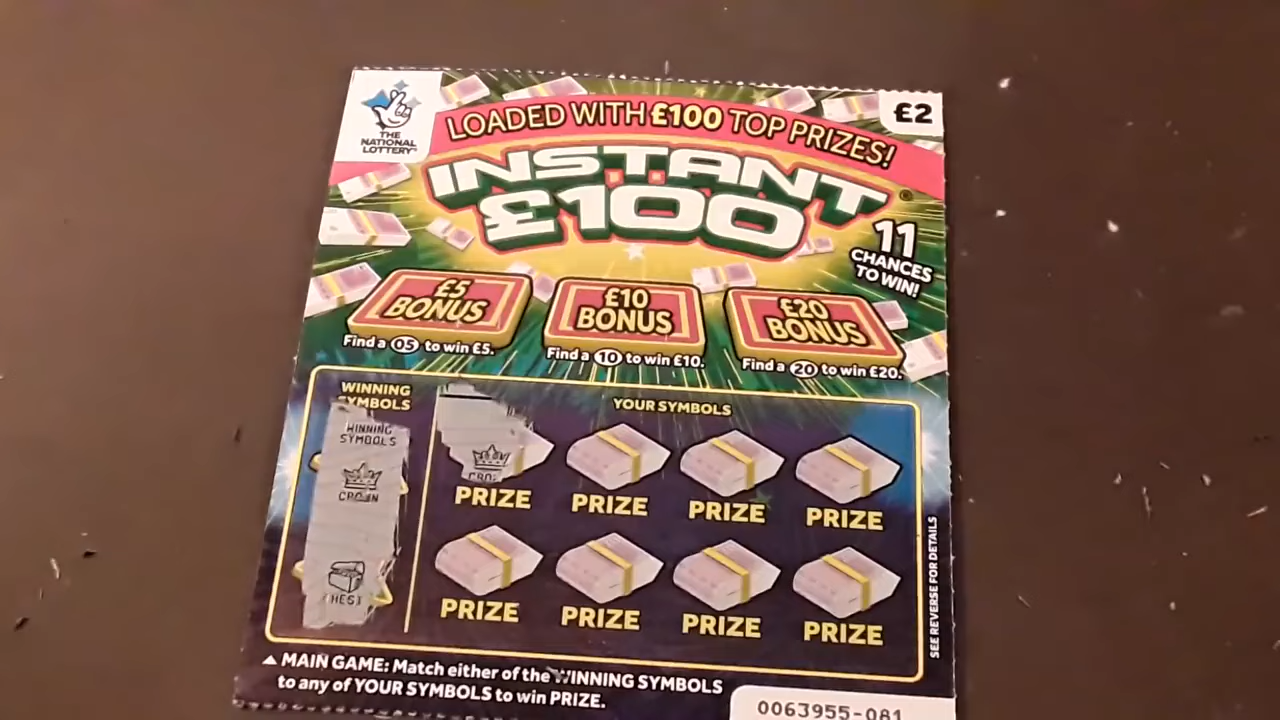 THE
NATIONAL
LOTTERY®
£2
LOADED WITH £100 TOP PRIZES!
INSTANT
£100
11
CHANCES
TO WIN!
£5
BONUS
Find a 05 to win £5.
£10
BONUS
Find a 10 to win £10.
£20
BONUS
Find a 20 to win £20.
WINNING
SYMBOLS
WINNING
SYMBOLS
CROWN
CHEST
YOUR SYMBOLS
PRIZE PRIZE PRIZE PRIZE
PRIZE PRIZE PRIZE PRIZE
SEE REVERSE FOR DETAILS
MAIN GAME: Match either of the WINNING SYMBOLS
to any of YOUR SYMBOLS to win PRIZE.
0063955-081